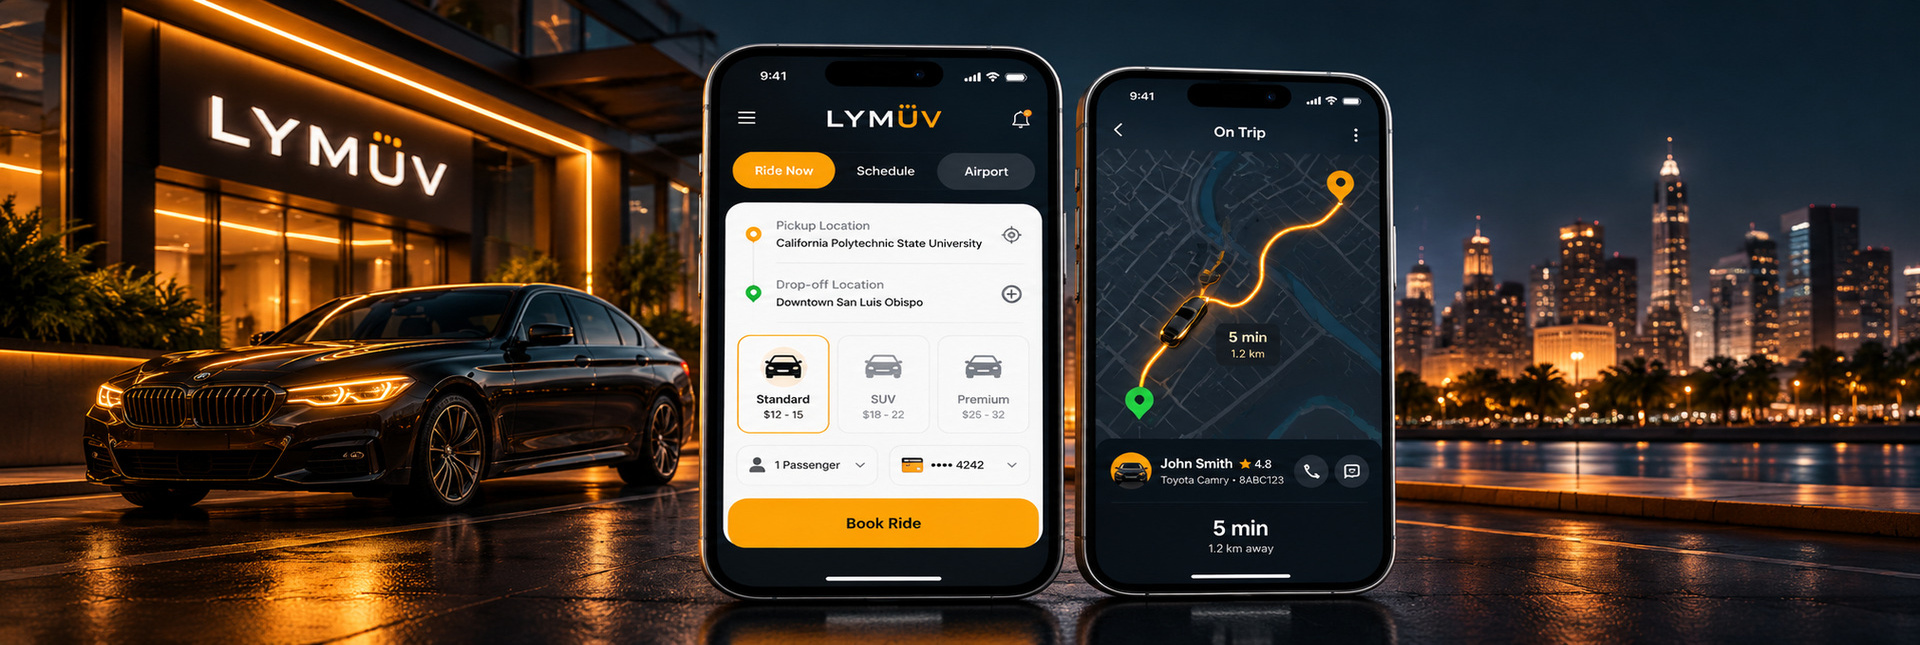 LYMÜV
9:41
LYMÜV
Ride Now
Schedule
Airport
Pickup Location
California Polytechnic State University
Drop-off Location
Downtown San Luis Obispo
Standard
$12 - 15
SUV
$18 - 22
Premium
$26 - 32
1 Passenger
•••• 4242
Book Ride
9:41
On Trip
5 min
1.2 km
John Smith ★ 4.8
Toyota Camry • 8ABC123
5 min
1.2 km away